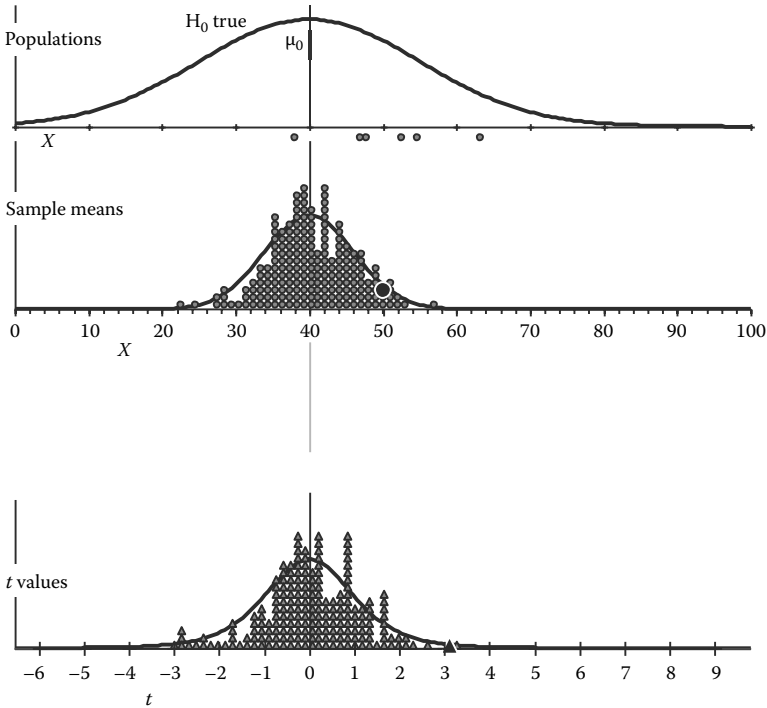 H₀ true
Populations
μ₀
X
Sample means
0 10 20 30 40 50 60 70 80 90 100
X
t values
−6 −5 −4 −3 −2 −1 0 1 2 3 4 5 6 7 8 9
t